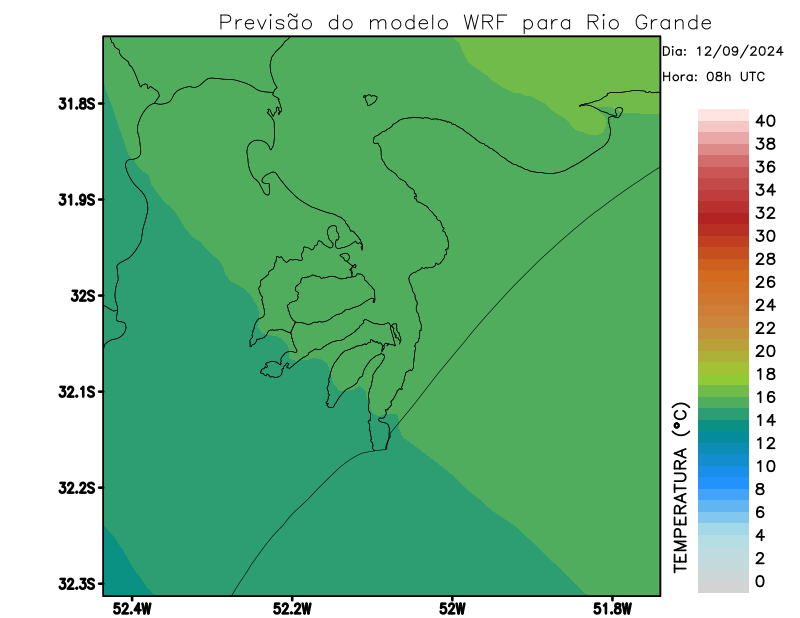 Previsão do modelo WRF para Rio Grande
Dia: 12/09/2024
Hora: 08h UTC
31.8S
31.9S
32S
32.1S
32.2S
32.3S
52.4W
52.2W
52W
51.8W
TEMPERATURA (°C)
40
38
36
34
32
30
28
26
24
22
20
18
16
14
12
10
8
6
4
2
0